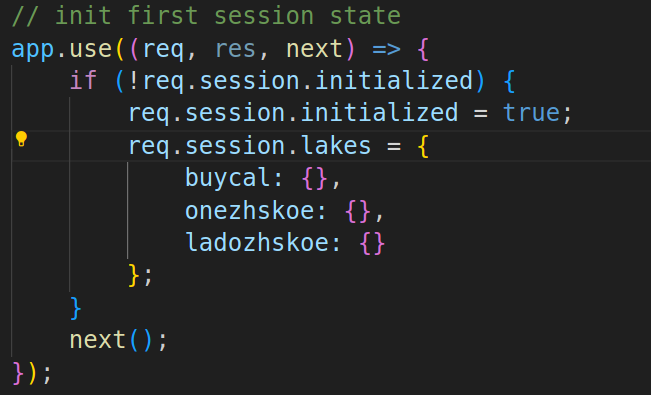 // init first session state
app.use((req, res, next) => {
    if (!req.session.initialized) {
        req.session.initialized = true;
        req.session.lakes = {
            buycal: {},
            onezhskoe: {},
            ladozhskoe: {}
        };
    }
    next();
});